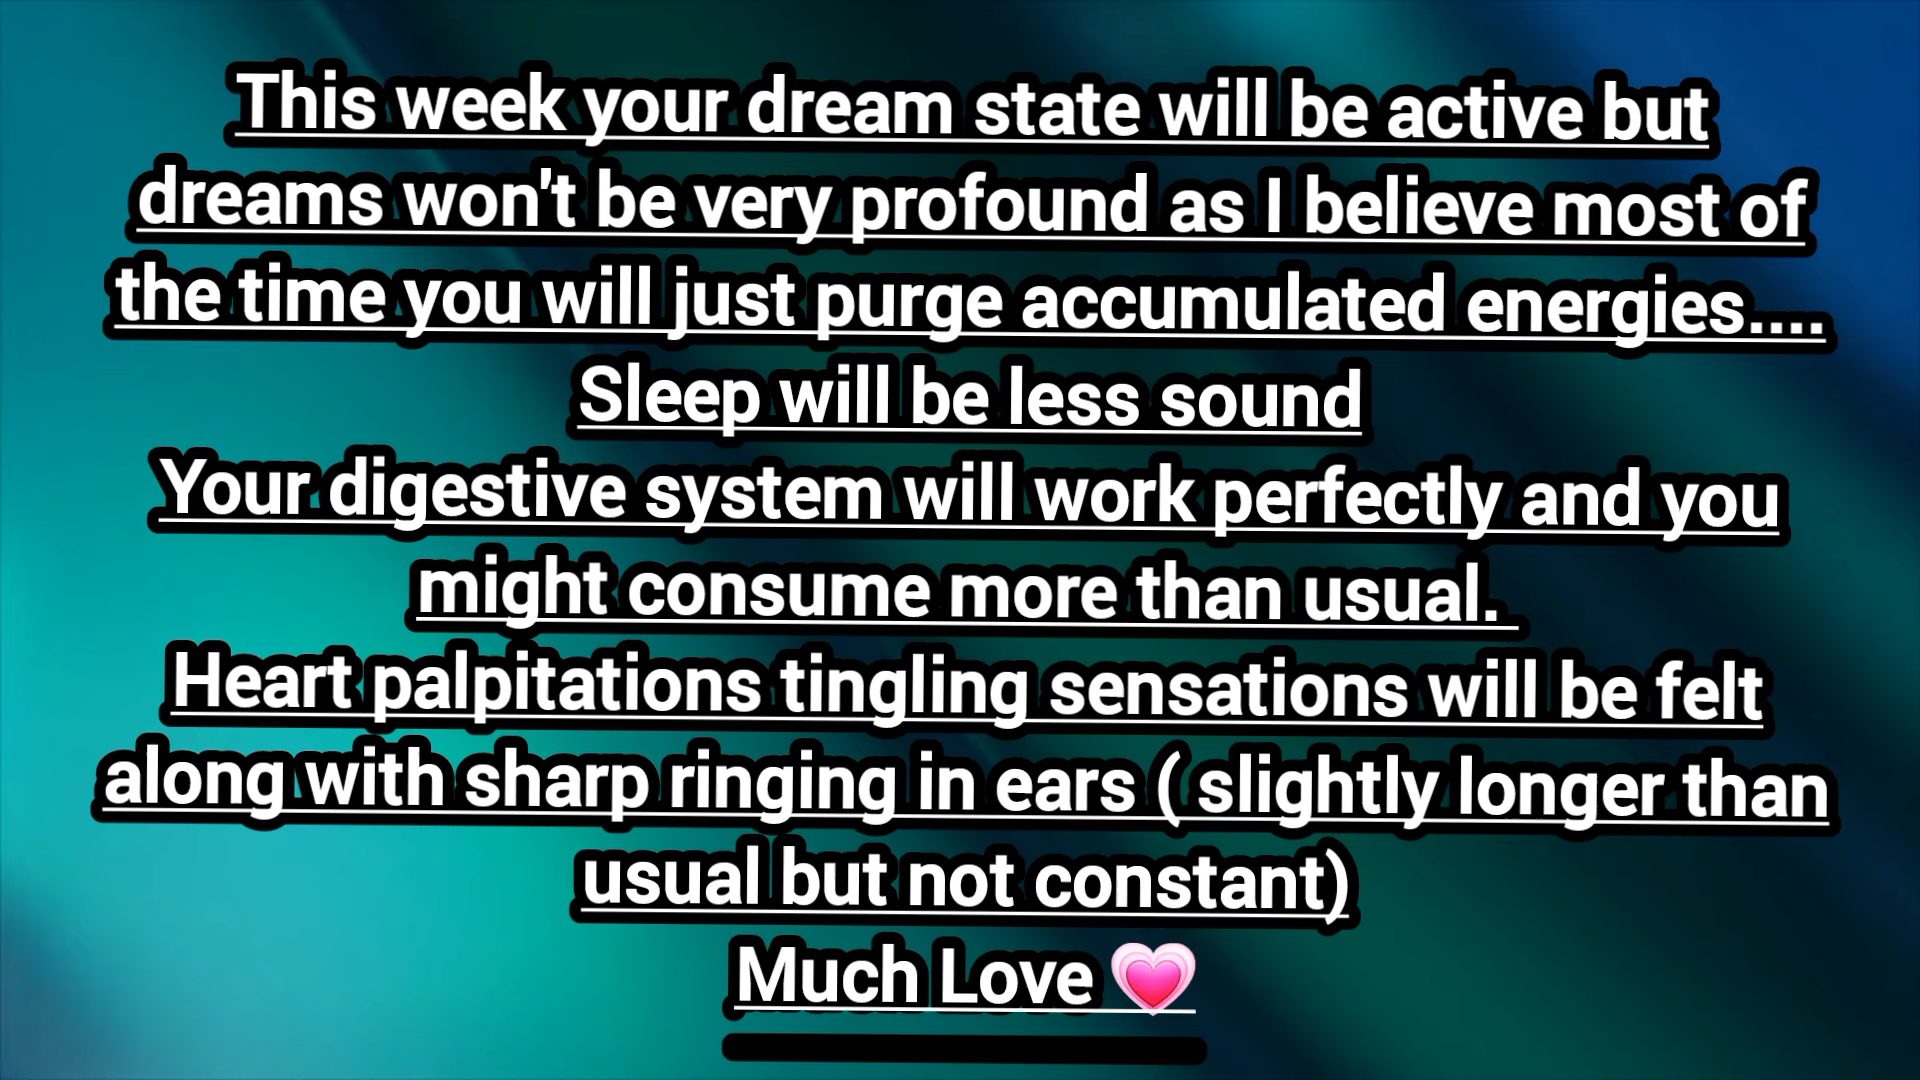 This week your dream state will be active but
dreams won't be very profound as I believe most of
the time you will just purge accumulated energies....
Sleep will be less sound
Your digestive system will work perfectly and you
might consume more than usual.
Heart palpitations tingling sensations will be felt
along with sharp ringing in ears ( slightly longer than
usual but not constant)
Much Love 💗